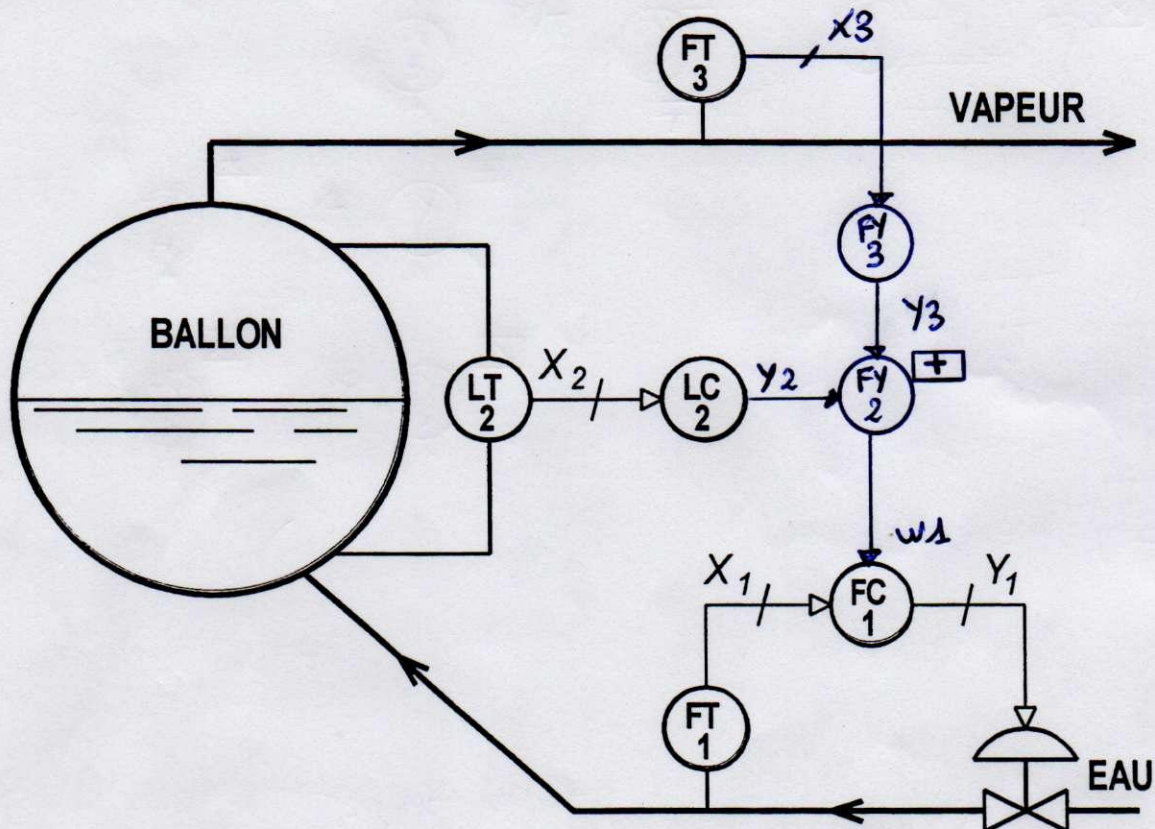 FT
3
X3
VAPEUR
FY
3
Y3
BALLON
LT
2
X2
LC
2
Y2
FY
2
+
W1
X1
FC
1
Y1
FT
1
EAU